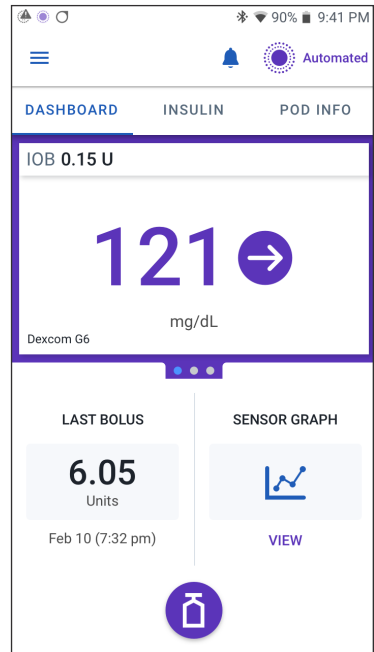 90% 9:41 PM
Automated
DASHBOARD INSULIN POD INFO
IOB 0.15 U
121
mg/dL
Dexcom G6
LAST BOLUS
6.05
Units
Feb 10 (7:32 pm)
SENSOR GRAPH
VIEW